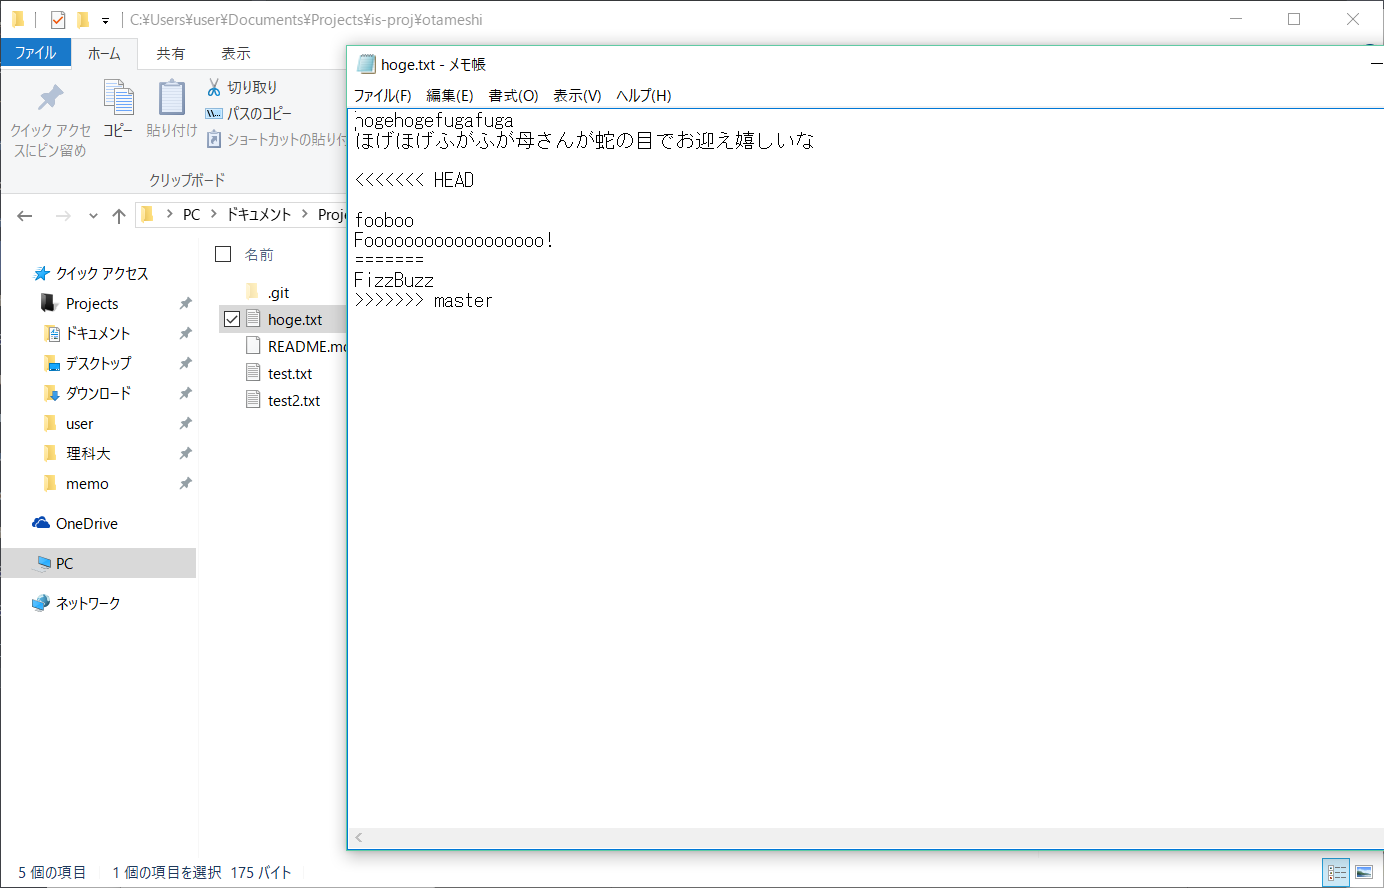 C:¥Users¥user¥Documents¥Projects¥is-proj¥otameshi
ファイル ホーム 共有 表示
クイック アクセスにピン留め
コピー
貼り付け
切り取り
パスのコピー
ショートカットの貼り付
クリップボード
PC ドキュメント Proj
名前
クイック アクセス
Projects
ドキュメント
デスクトップ
ダウンロード
user
理科大
memo
OneDrive
PC
ネットワーク
.git
hoge.txt
README.mc
test.txt
test2.txt
hoge.txt - メモ帳
ファイル(F) 編集(E) 書式(O) 表示(V) ヘルプ(H)
hogehogefugafuga
ほげほげふがふが母さんが蛇の目でお迎え嬉しいな
<<<<<<< HEAD
fooboo
Foooooooooooooooooo!
=======
FizzBuzz
>>>>>>> master
5 個の項目 1 個の項目を選択 175 バイト